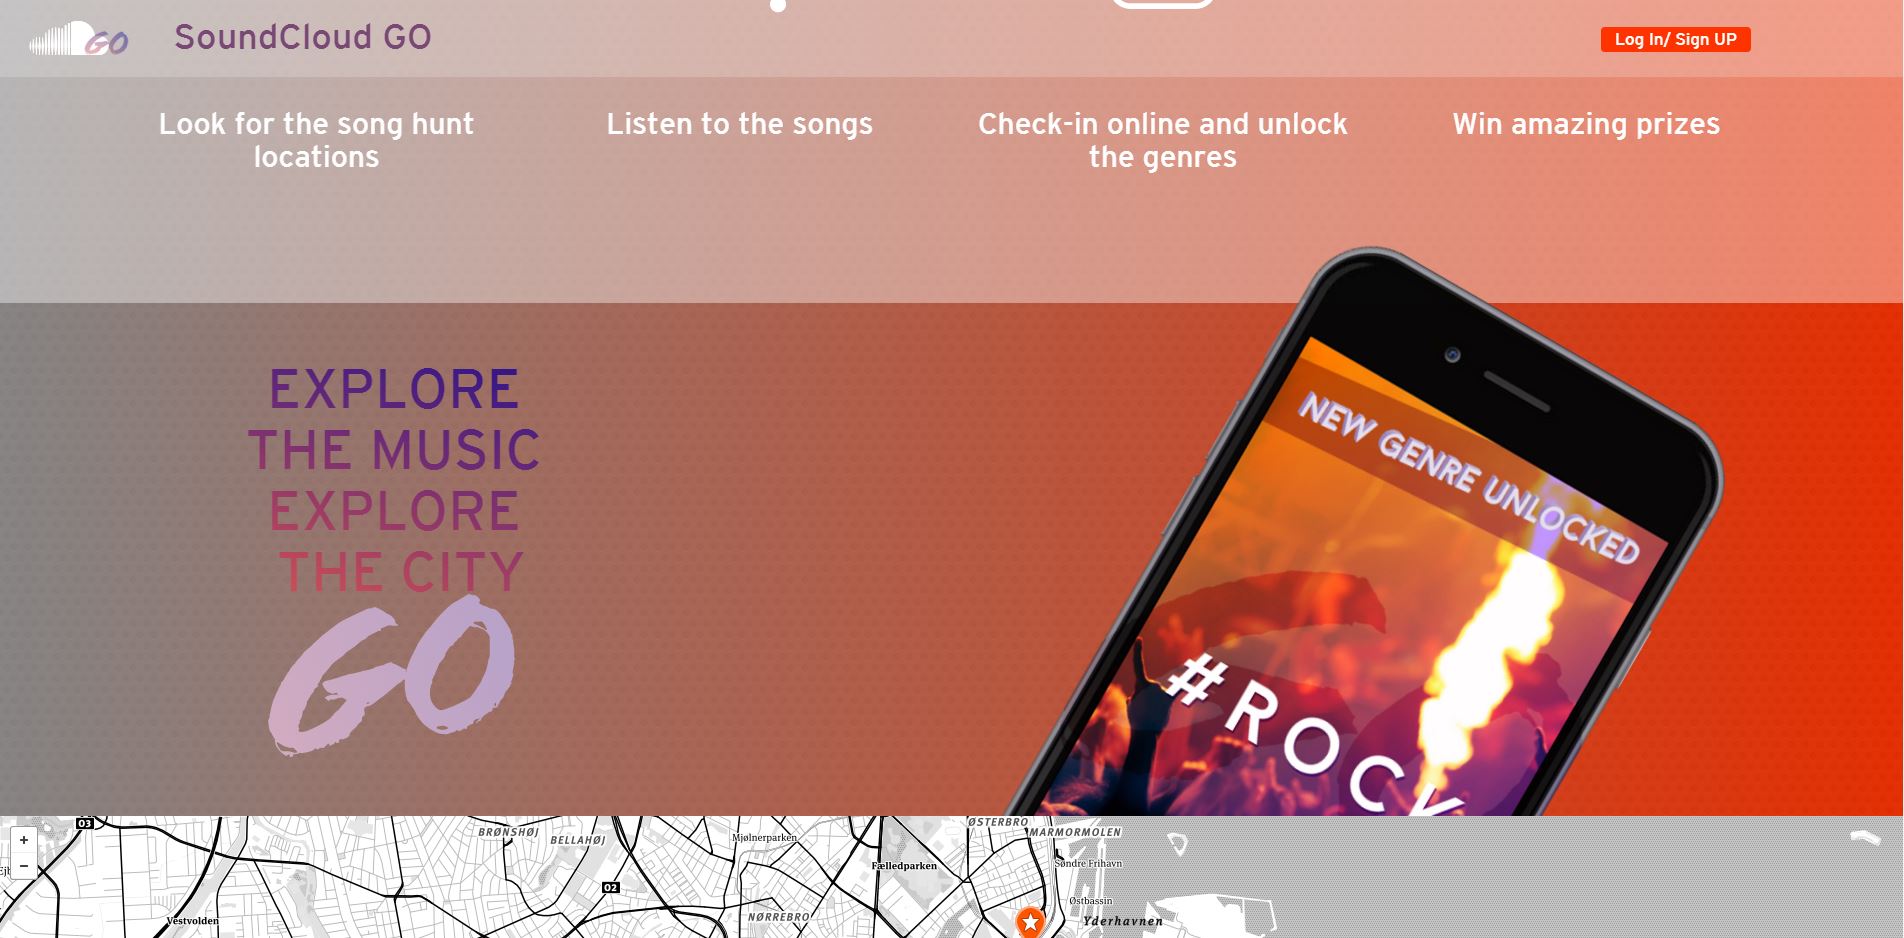 GO
SoundCloud GO
Log In/ Sign UP
Look for the song hunt
locations
Listen to the songs
Check-in online and unlock
the genres
Win amazing prizes
EXPLORE
THE MUSIC
EXPLORE
THE CITY
GO
NEW GENRE UNLOCKED
#ROCK
+
−
03
BRØNSHØJ
BELLAHØJ
Mjølnerparken
ØSTERBRO
MARMORMOLEN
Fælledparken
Søndre Frihavn
02
Østbassin
Vestvolden
NØRREBRO
Yderhavnen